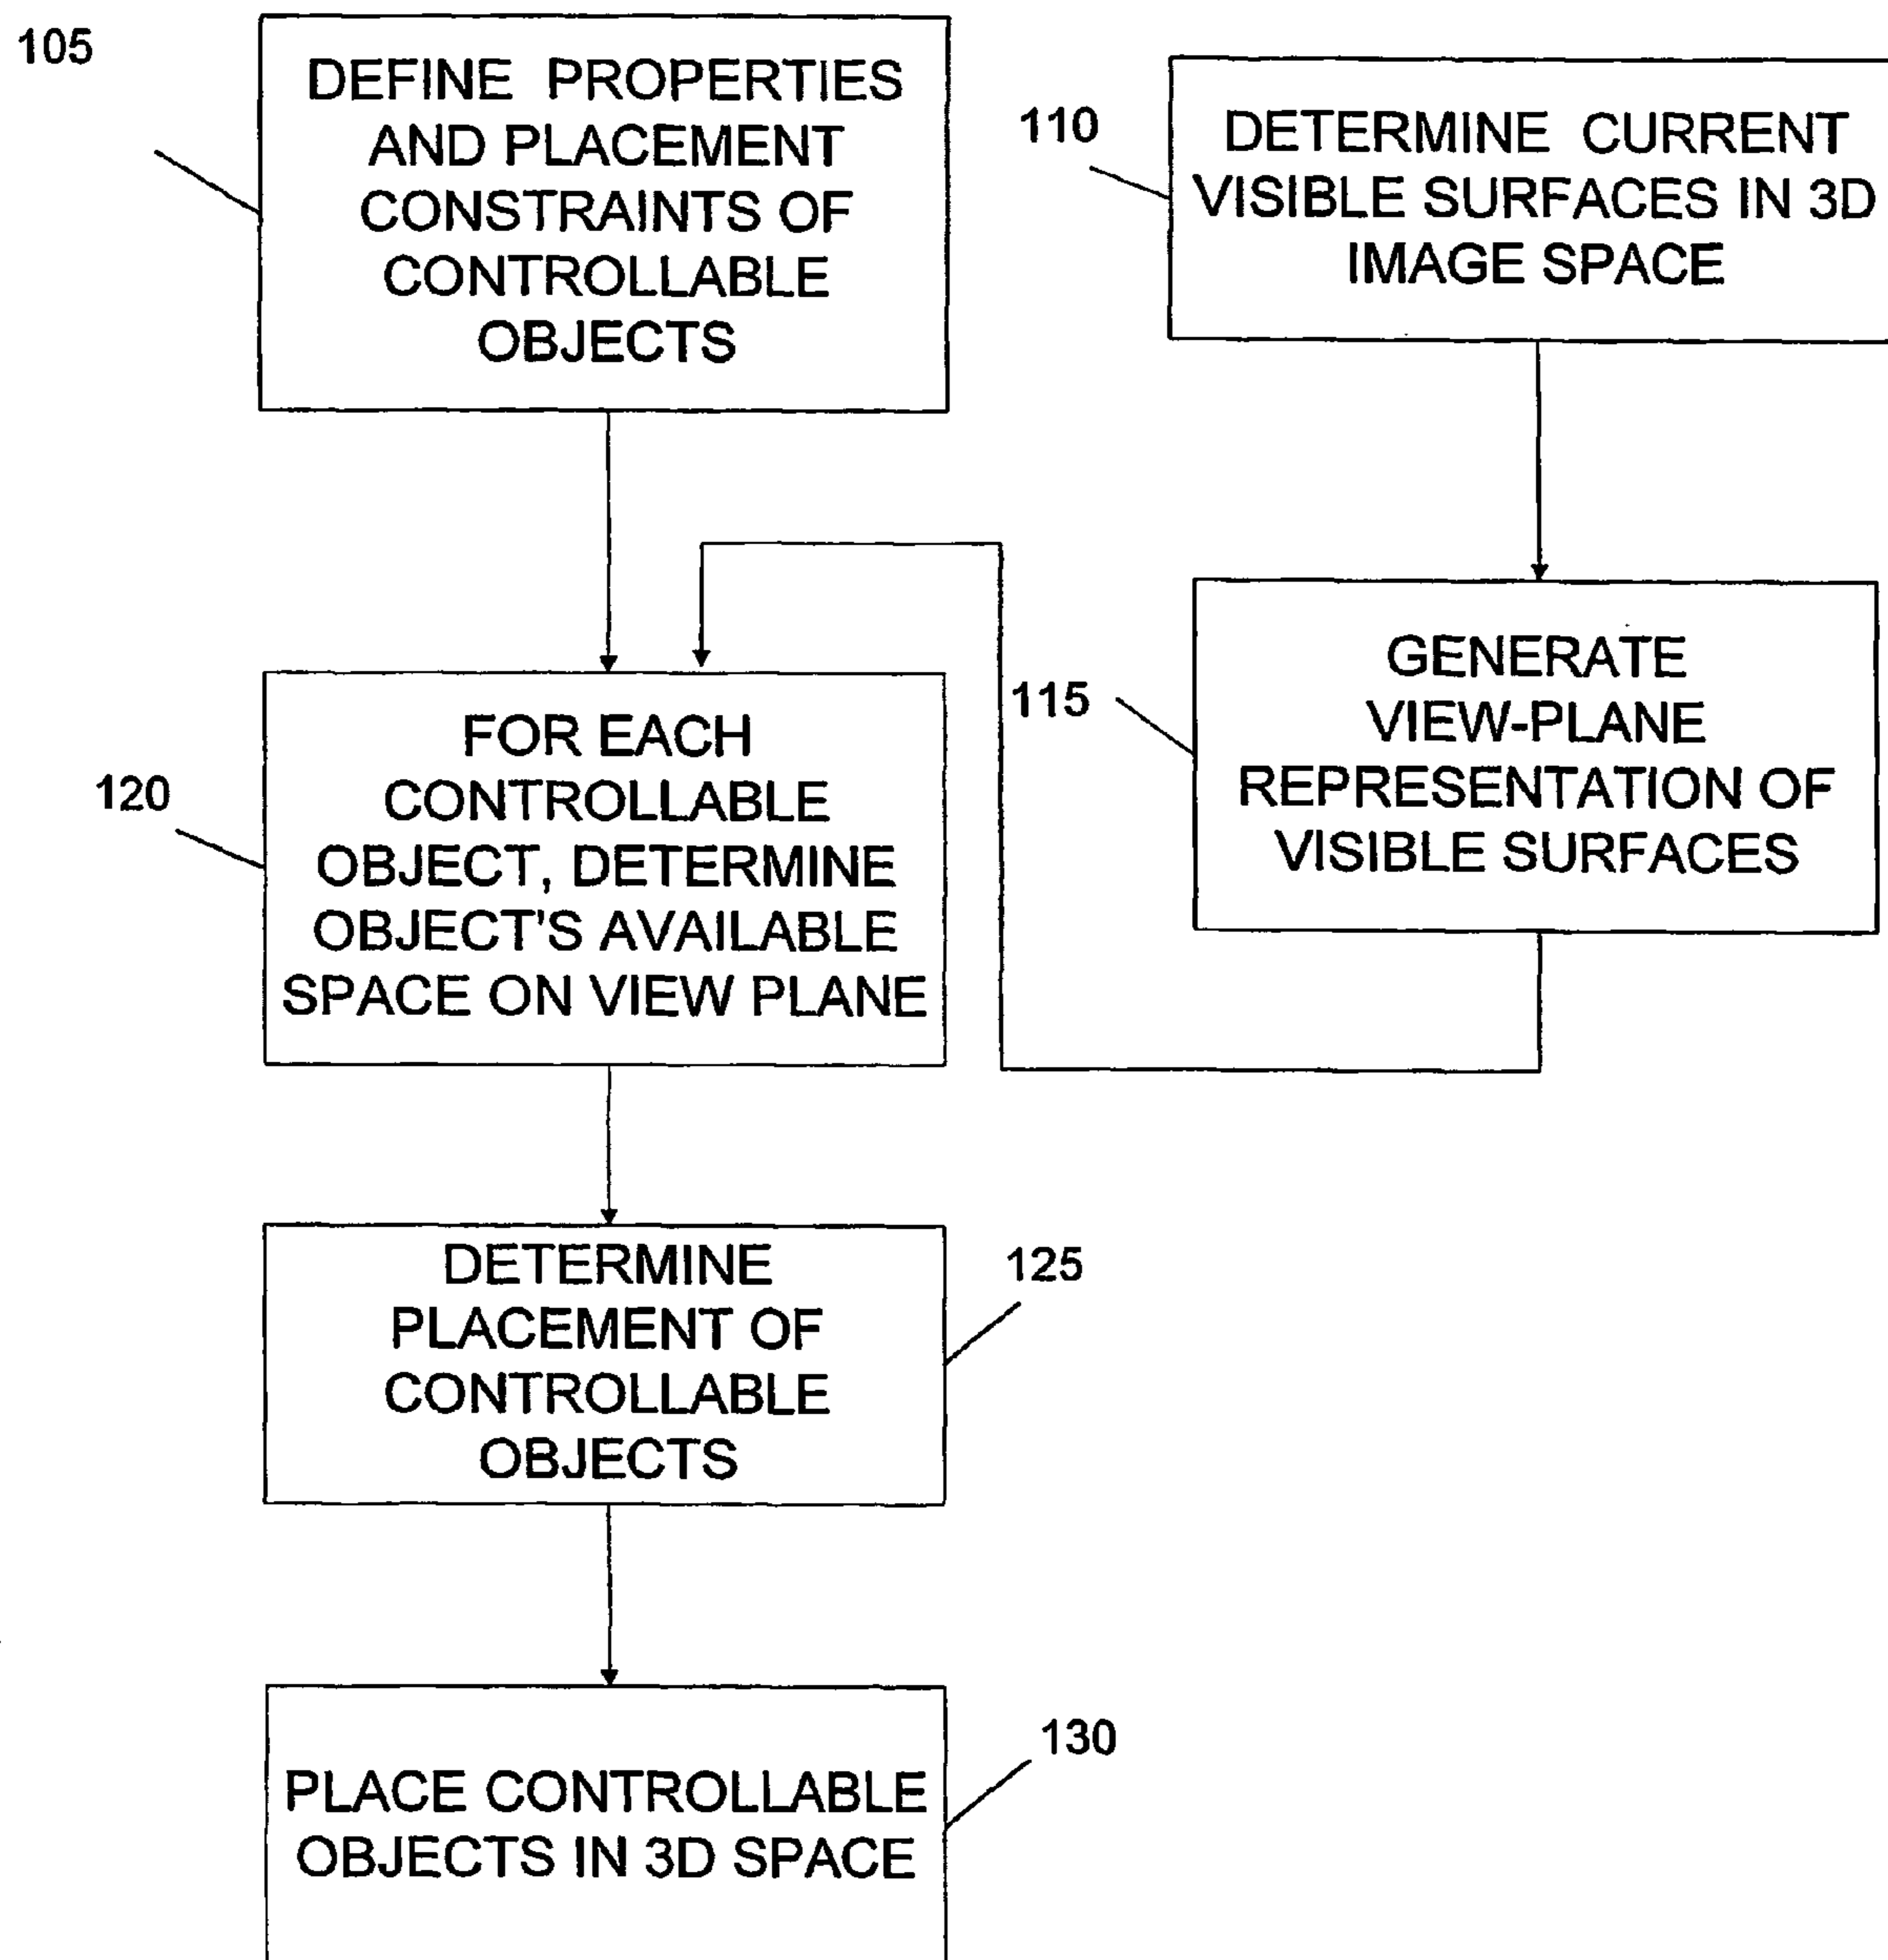 105
DEFINE PROPERTIES
AND PLACEMENT
CONSTRAINTS OF
CONTROLLABLE
OBJECTS
110
DETERMINE CURRENT
VISIBLE SURFACES IN 3D
IMAGE SPACE
115
GENERATE
VIEW-PLANE
REPRESENTATION OF
VISIBLE SURFACES
120
FOR EACH
CONTROLLABLE
OBJECT, DETERMINE
OBJECT'S AVAILABLE
SPACE ON VIEW PLANE
DETERMINE
PLACEMENT OF
CONTROLLABLE
OBJECTS
125
PLACE CONTROLLABLE
OBJECTS IN 3D SPACE
130